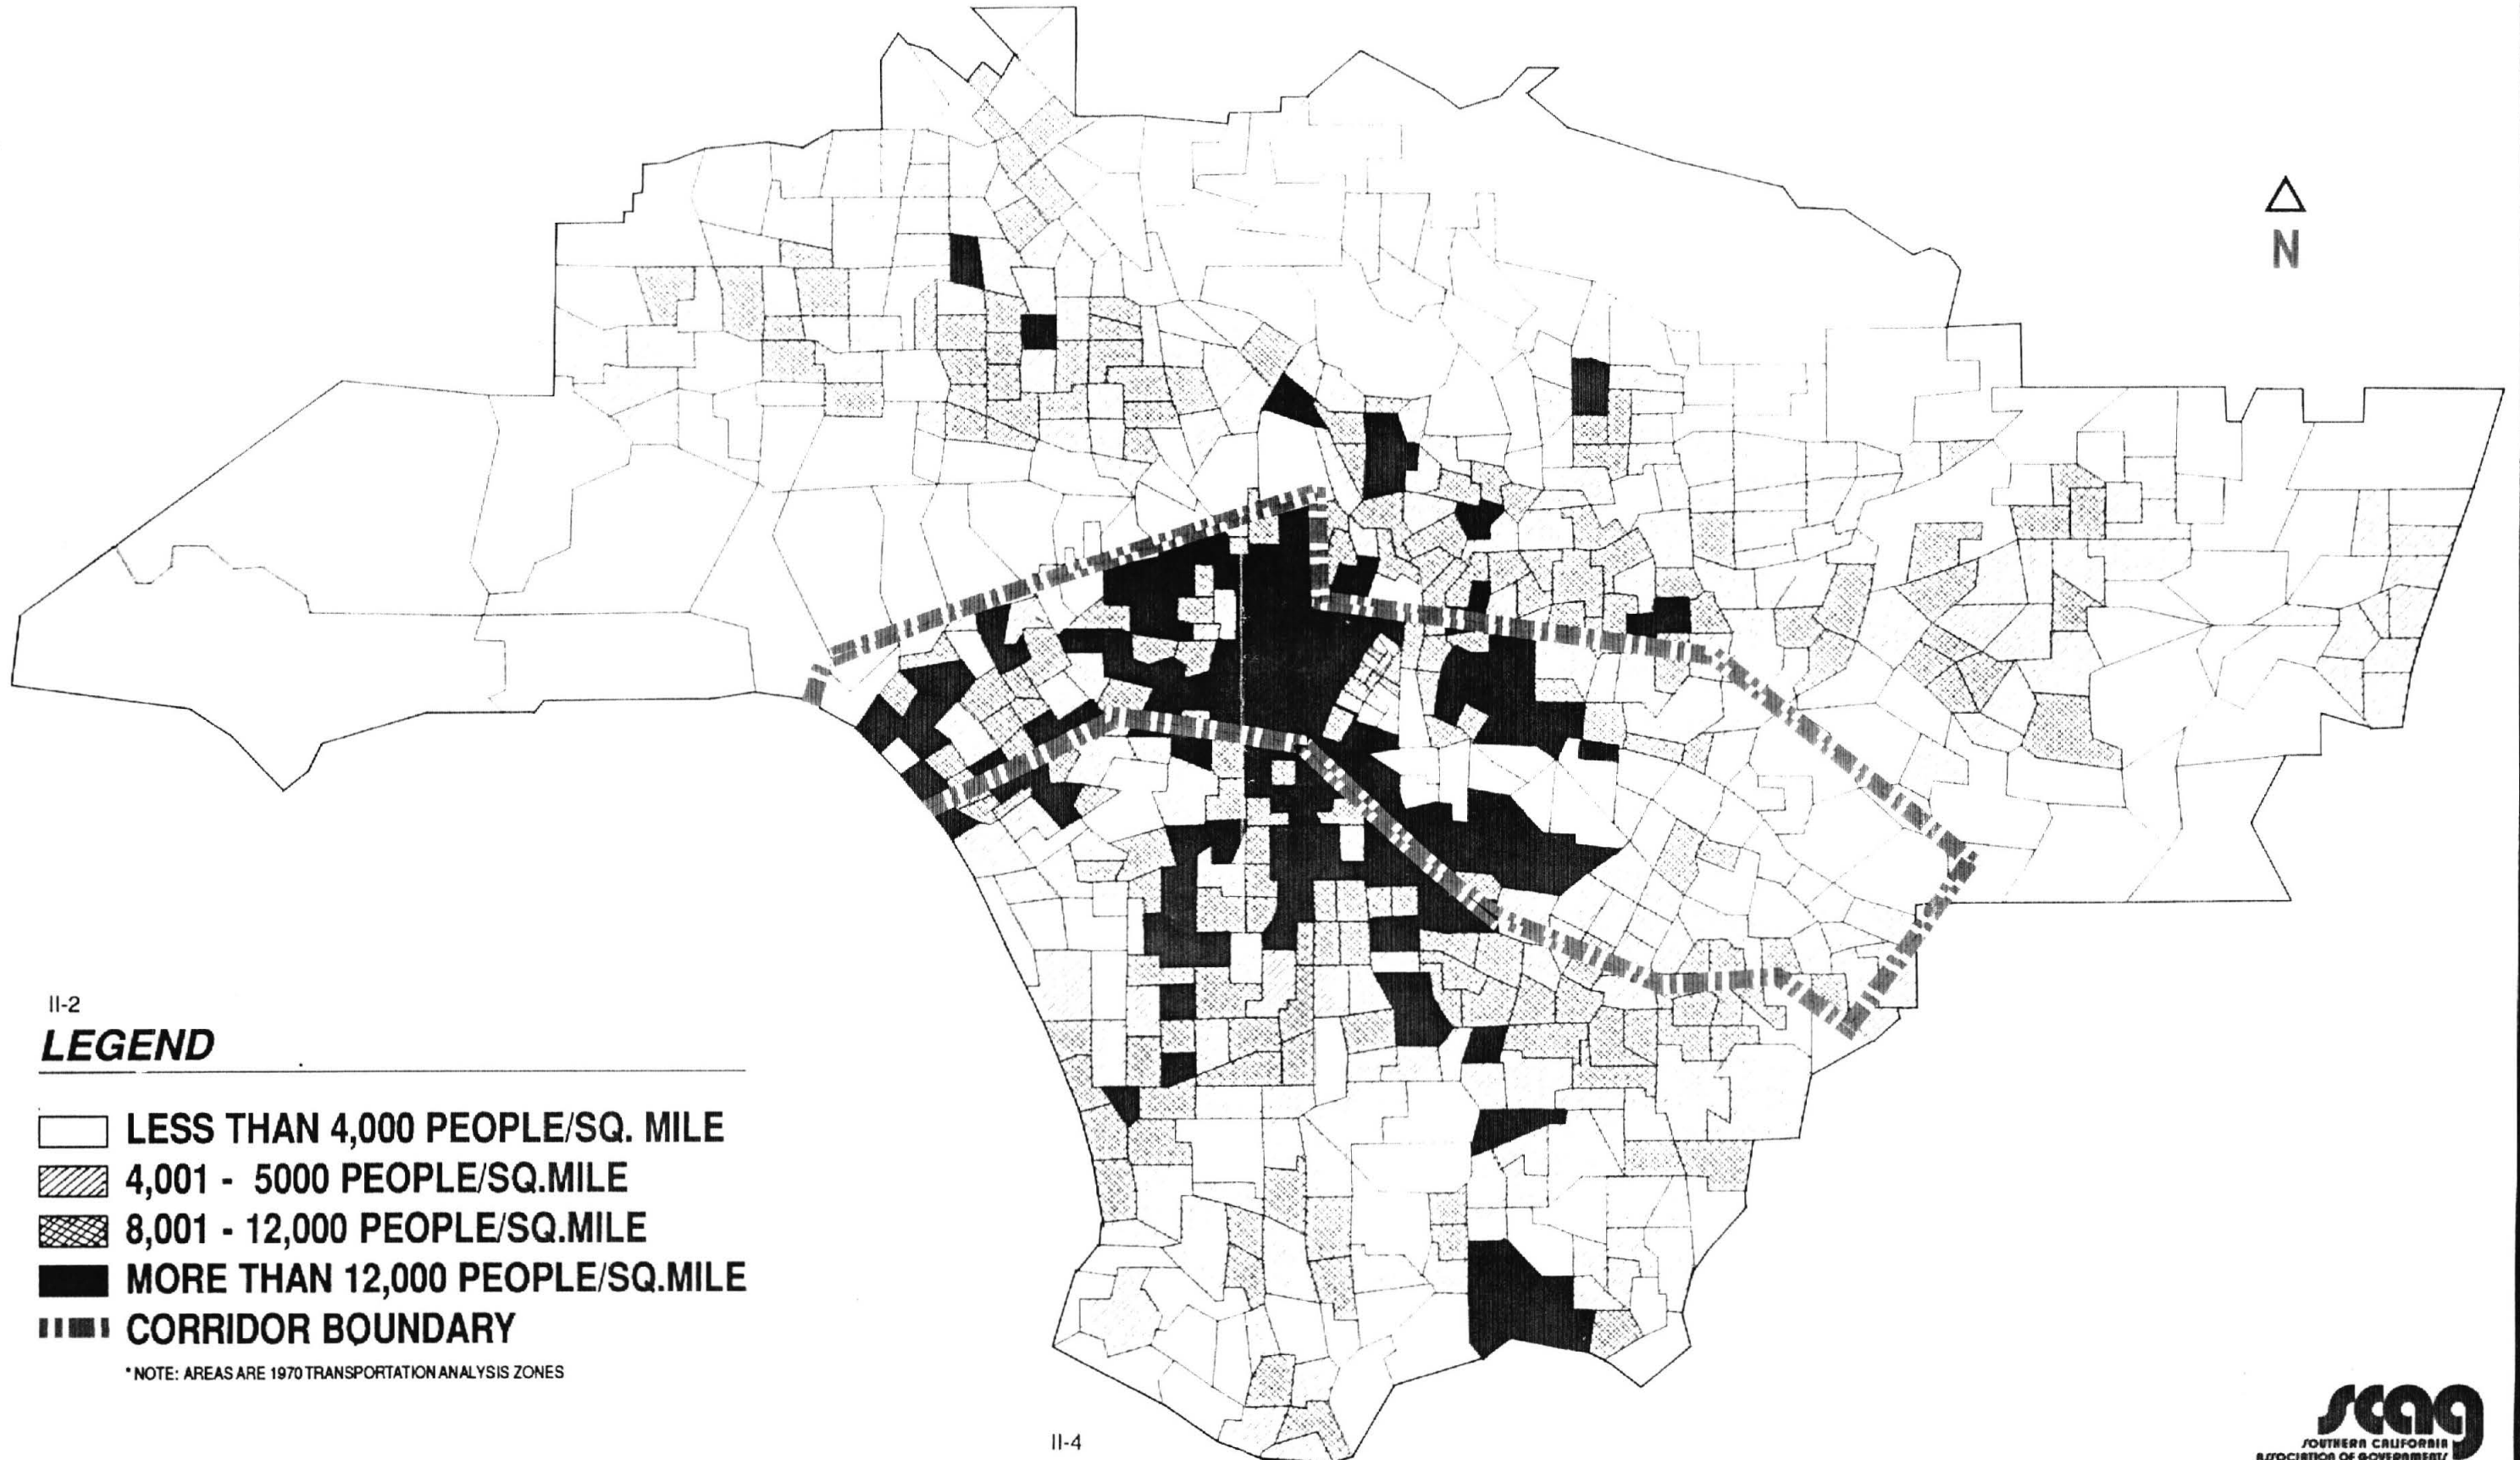 N
II-2
LEGEND
LESS THAN 4,000 PEOPLE/SQ. MILE
4,001 - 5000 PEOPLE/SQ.MILE
8,001 - 12,000 PEOPLE/SQ.MILE
MORE THAN 12,000 PEOPLE/SQ.MILE
CORRIDOR BOUNDARY
*NOTE: AREAS ARE 1970 TRANSPORTATION ANALYSIS ZONES
II-4
scag
SOUTHERN CALIFORNIA
ASSOCIATION OF GOVERNMENTS